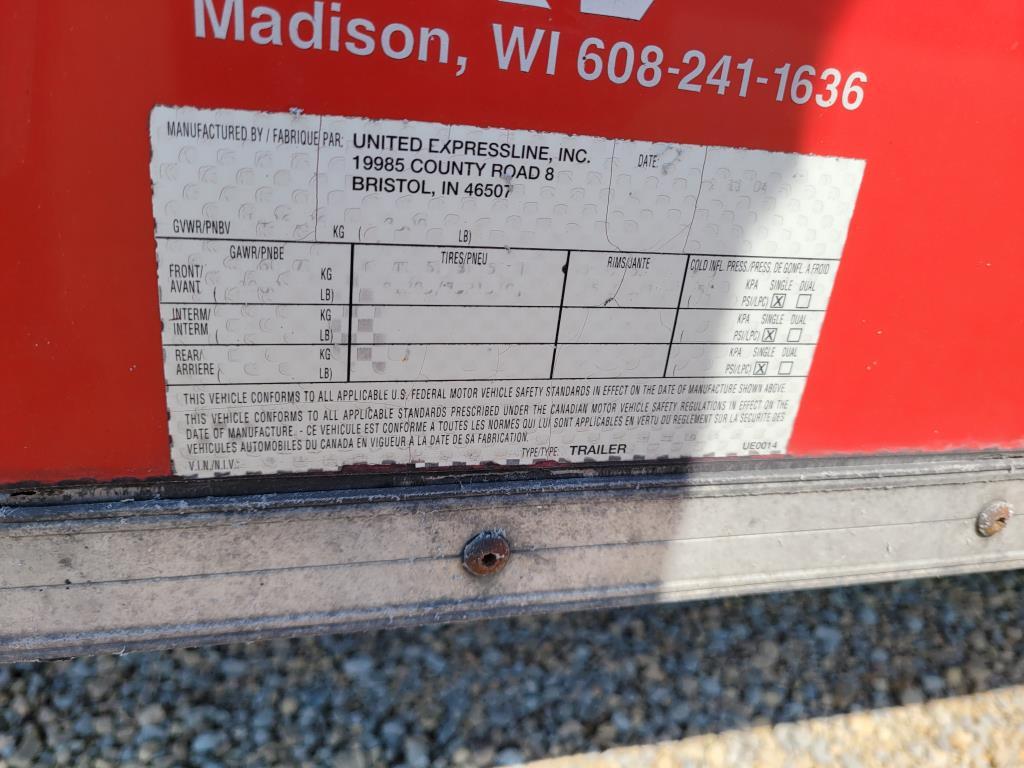 Madison, WI 608-241-1636
MANUFACTURED BY / FABRIQUE PAR: UNITED EXPRESSLINE, INC. DATE:
19985 COUNTY ROAD 8
BRISTOL, IN 46507
GVWR/PNBV KG ( LB)
GAWR/PNBE TIRES/PNEU RIMS/JANTE COLD INFL. PRESS./PRESS. DE GONFL. A FROID
FRONT/ KG KPA SINGLE DUAL
AVANT ( LB) PSI/LPC) X
INTERM/ KG KPA SINGLE DUAL
INTERM ( LB) PSI/LPC) X
REAR/ KG KPA SINGLE DUAL
ARRIERE ( LB) PSI/LPC) X
THIS VEHICLE CONFORMS TO ALL APPLICABLE U.S. FEDERAL MOTOR VEHICLE SAFETY STANDARDS IN EFFECT ON THE DATE OF MANUFACTURE SHOWN ABOVE.
THIS VEHICLE CONFORMS TO ALL APPLICABLE STANDARDS PRESCRIBED UNDER THE CANADIAN MOTOR VEHICLE SAFETY REGULATIONS IN EFFECT ON THE
DATE OF MANUFACTURE. - CE VEHICULE EST CONFORME A TOUTES LES NORMES QUI LUI SONT APPLICABLES EN VERTU DU REGLEMENT SUR LA SECURITE DES
VEHICULES AUTOMOBILES DU CANADA EN VIGUEUR A LA DATE DE SA FABRICATION.
V.I.N./N.I.V.: TYPE/TYPE: TRAILER UE0014